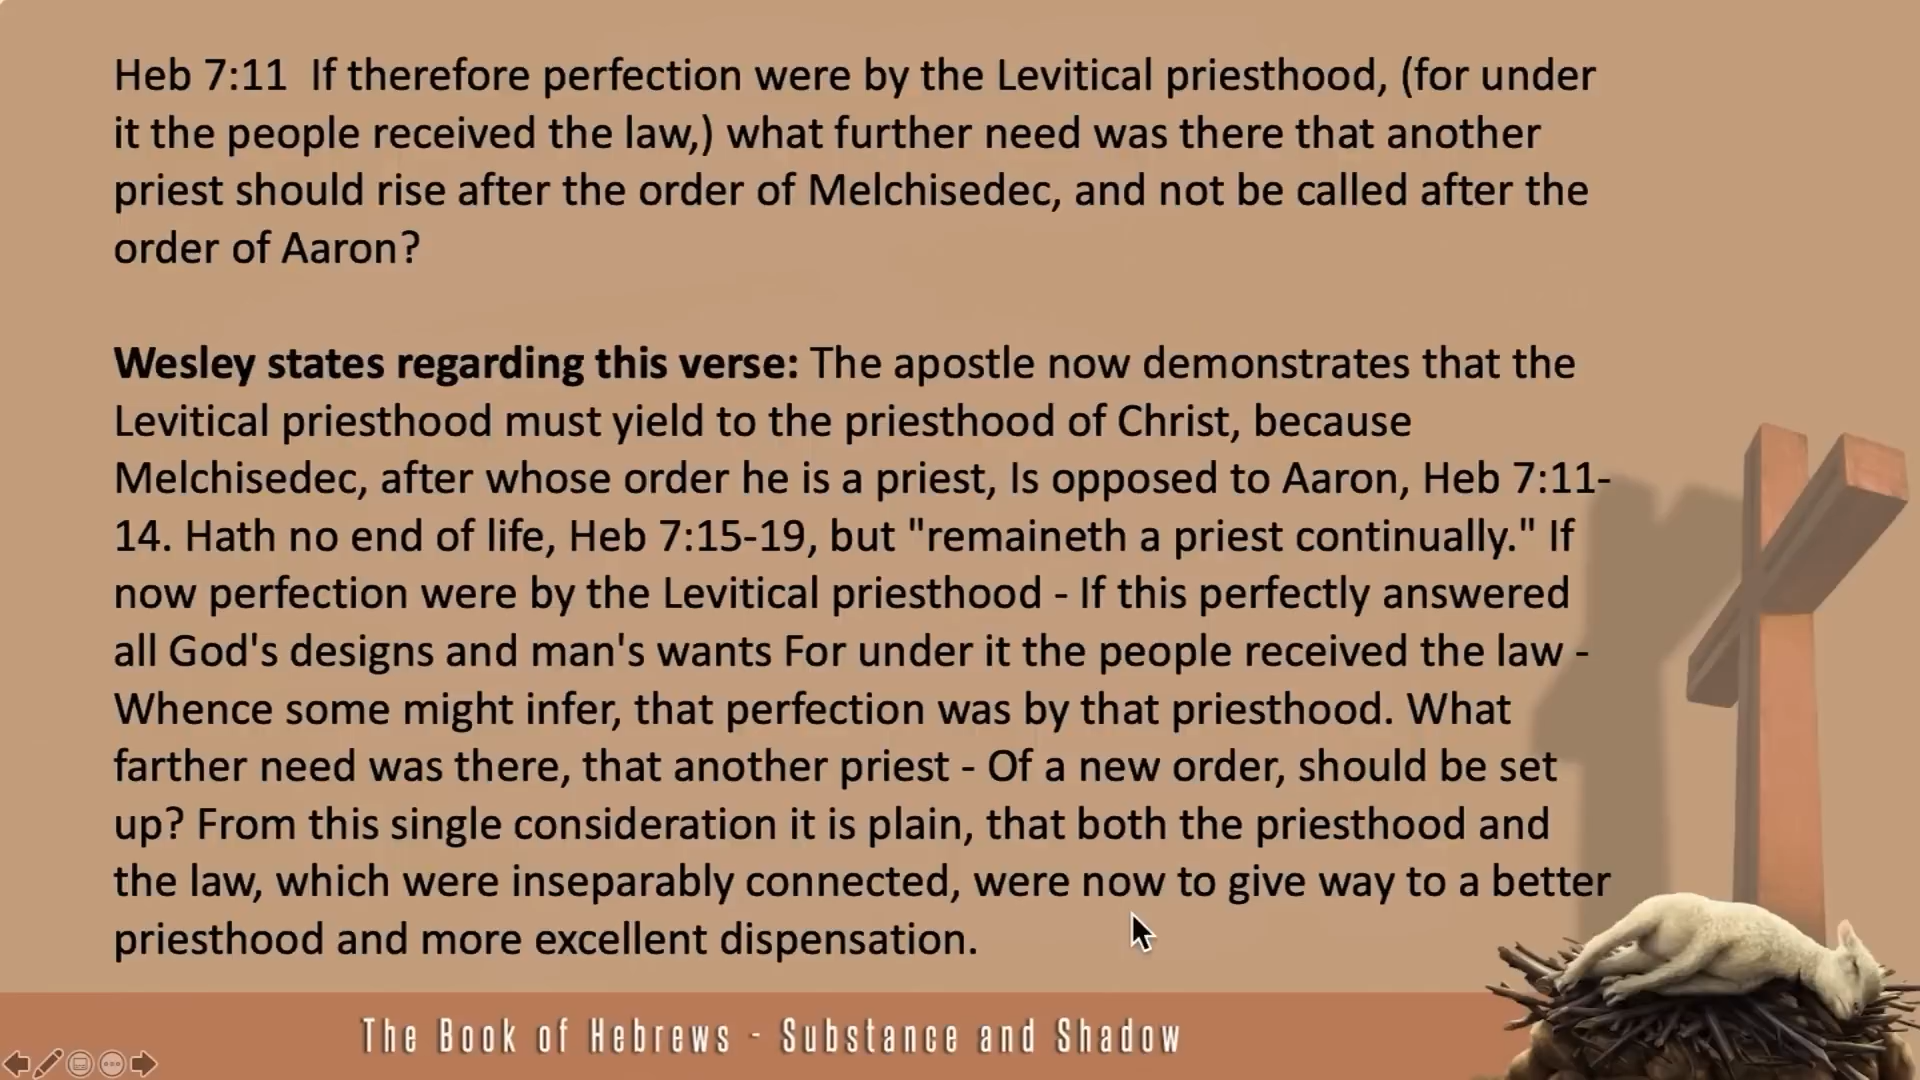 Heb 7:11  If therefore perfection were by the Levitical priesthood, (for under
it the people received the law,) what further need was there that another
priest should rise after the order of Melchisedec, and not be called after the
order of Aaron?
Wesley states regarding this verse: The apostle now demonstrates that the
Levitical priesthood must yield to the priesthood of Christ, because
Melchisedec, after whose order he is a priest, Is opposed to Aaron, Heb 7:11-
14. Hath no end of life, Heb 7:15-19, but "remaineth a priest continually." If
now perfection were by the Levitical priesthood - If this perfectly answered
all God's designs and man's wants For under it the people received the law -
Whence some might infer, that perfection was by that priesthood. What
farther need was there, that another priest - Of a new order, should be set
up? From this single consideration it is plain, that both the priesthood and
the law, which were inseparably connected, were now to give way to a better
priesthood and more excellent dispensation.
The Book of Hebrews - Substance and Shadow